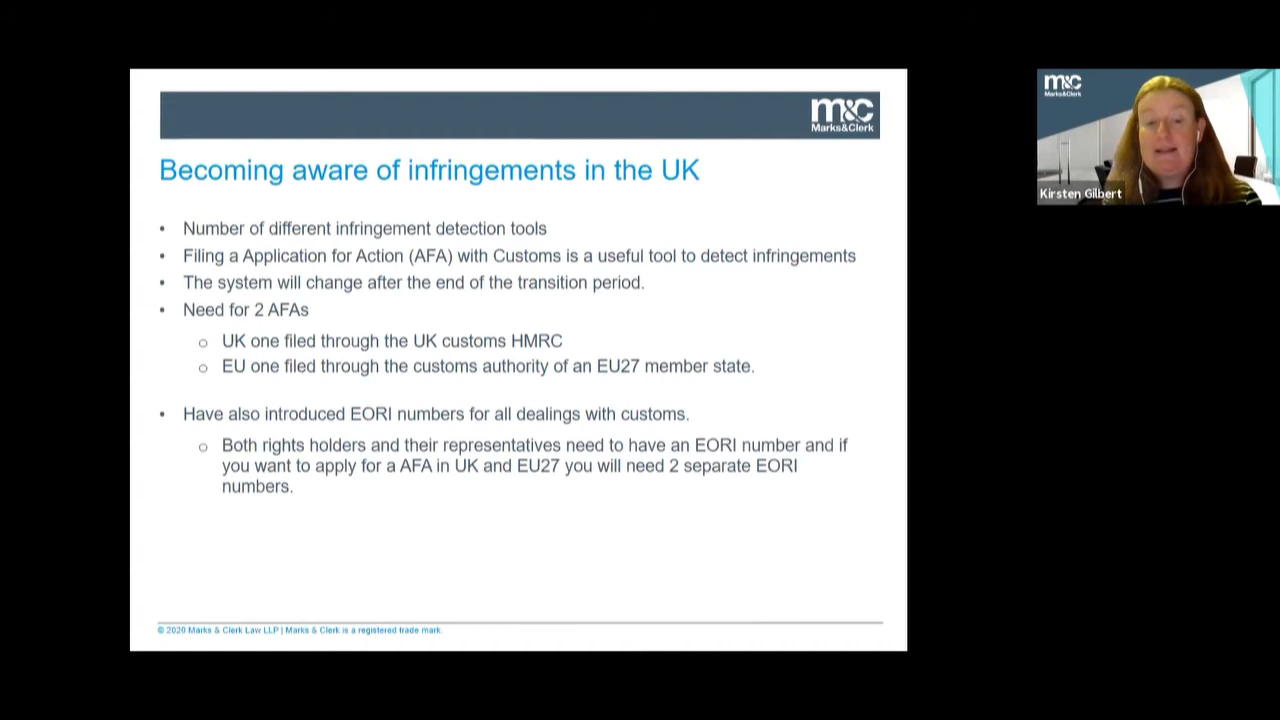 m&c
Marks&Clerk
Becoming aware of infringements in the UK
• Number of different infringement detection tools
• Filing a Application for Action (AFA) with Customs is a useful tool to detect infringements
• The system will change after the end of the transition period.
• Need for 2 AFAs
o UK one filed through the UK customs HMRC
o EU one filed through the customs authority of an EU27 member state.
• Have also introduced EORI numbers for all dealings with customs.
o Both rights holders and their representatives need to have an EORI number and if
you want to apply for a AFA in UK and EU27 you will need 2 separate EORI
numbers.
© 2020 Marks & Clerk Law LLP | Marks & Clerk is a registered trade mark.
m&c
Marks&Clerk
Kirsten Gilbert